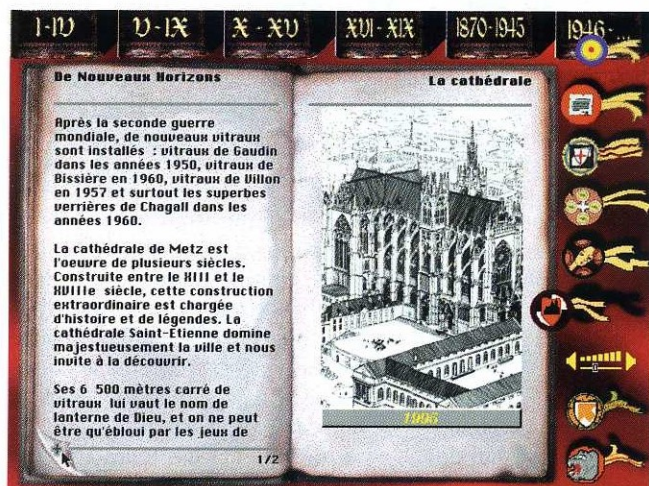 I-IV V-IX X-XV XVI-XIX 1870-1945 1946-...
De Nouveaux Horizons
Après la seconde guerre
mondiale, de nouveaux vitraux
sont installés : vitraux de Gaudin
dans les années 1950, vitraux de
Bissière en 1960, vitraux de Villon
en 1957 et surtout les superbes
verrières de Chagall dans les
années 1960.
La cathédrale de Metz est
l'oeuvre de plusieurs siècles.
Construite entre le XIII et le
XVIIIe siècle, cette construction
extraordinaire est chargée
d'histoire et de légendes. La
cathédrale Saint-Etienne domine
majestueusement la ville et nous
invite à la découvrir.
Ses 6 500 mètres carré de
vitraux lui vaut le nom de
lanterne de Dieu, et on ne peut
être qu'ébloui par les jeux de
1/2
La cathédrale
1996